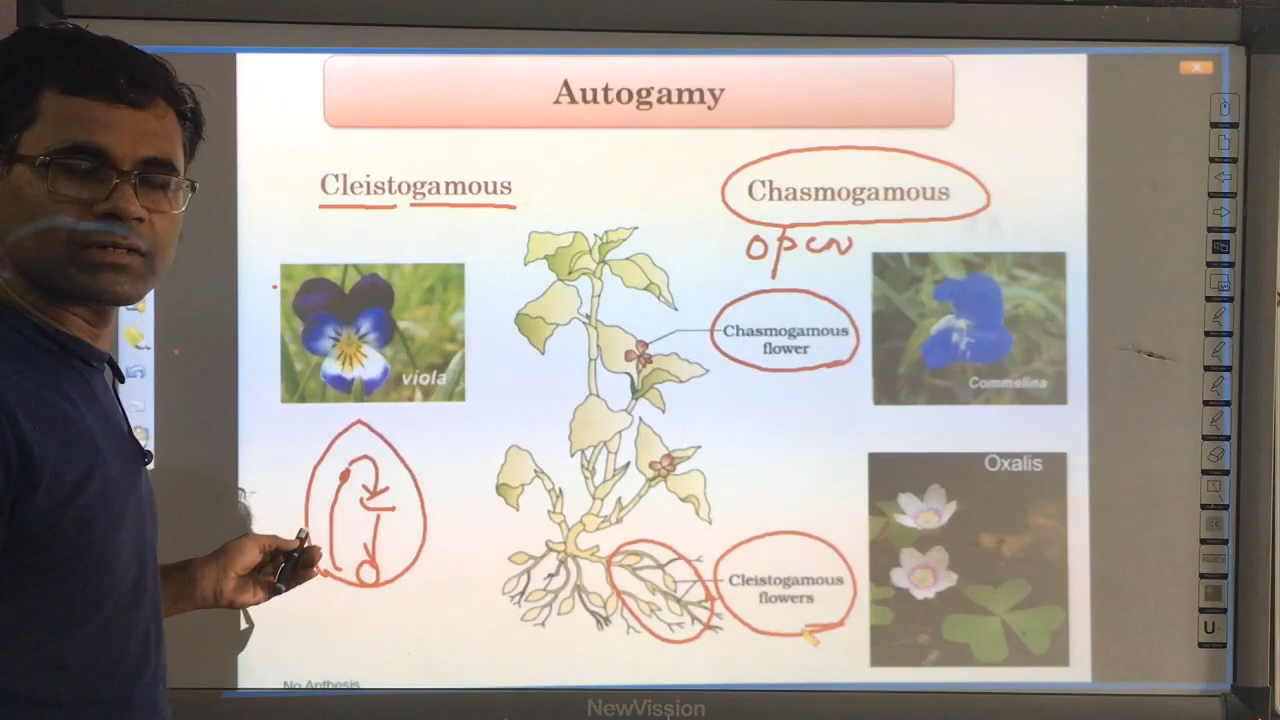 Autogamy
Cleistogamous
Chasmogamous
open
viola
Chasmogamous
flower
Commelina
Oxalis
Cleistogamous
flowers
No Anthesis
NewVission